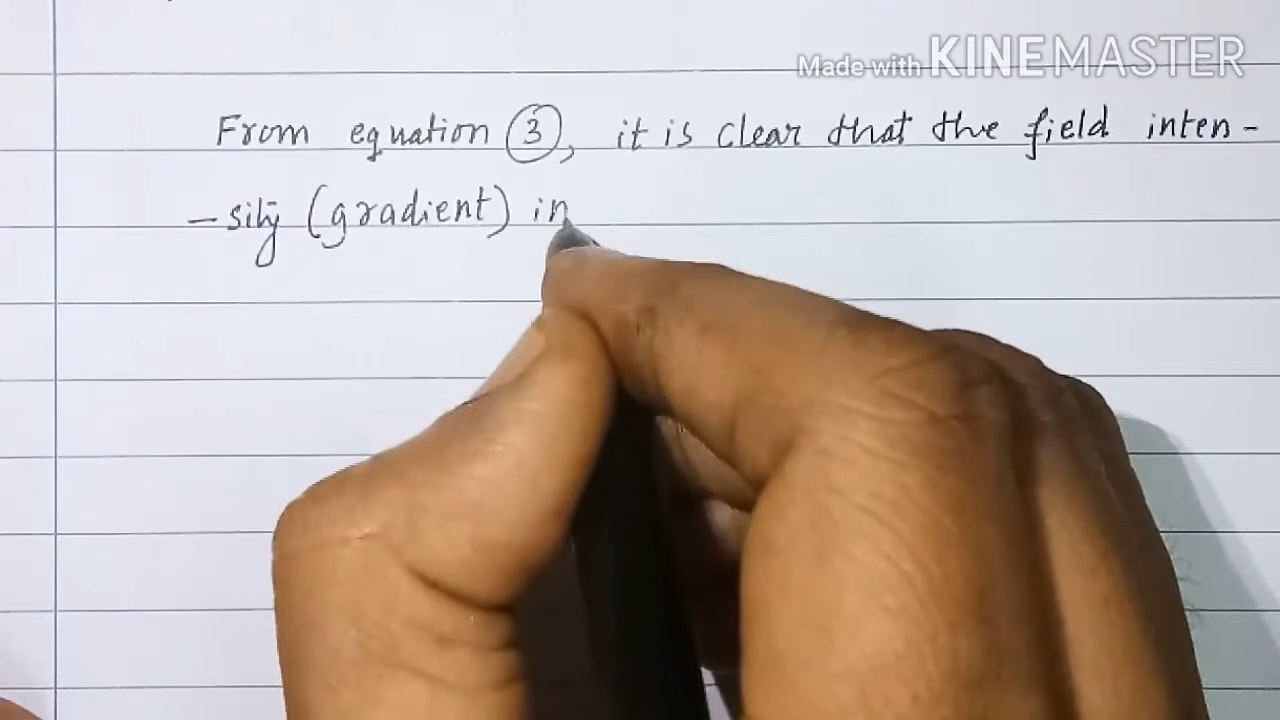 Made with KINEMASTER
From equation ③, it is clear that the field inten-
-sity (gradient) in